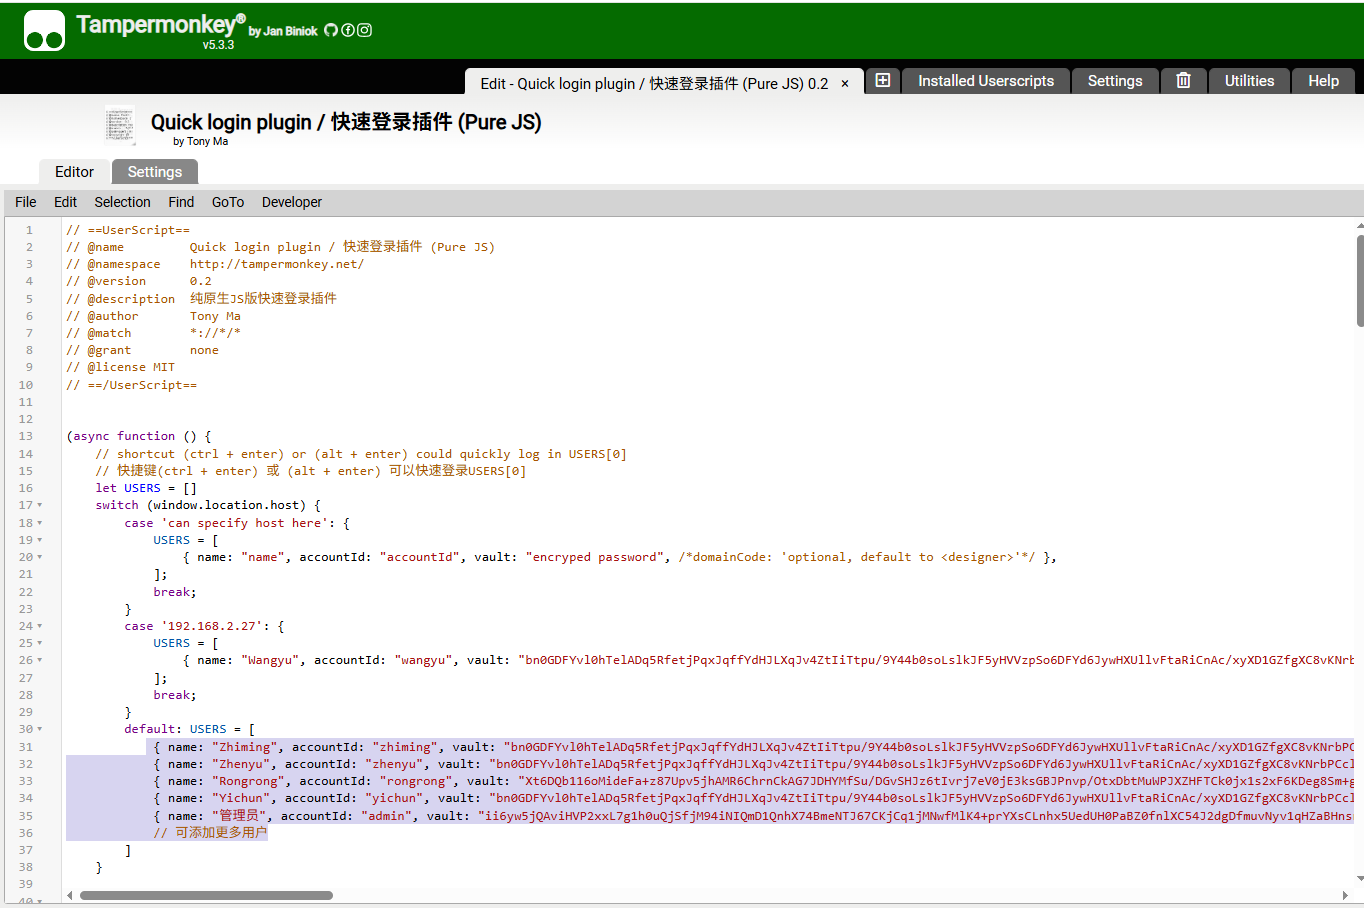 Tampermonkey® by Jan Biniok
v5.3.3
Edit - Quick login plugin / 快速登录插件 (Pure JS) 0.2 × Installed Userscripts Settings Utilities Help
Quick login plugin / 快速登录插件 (Pure JS)
by Tony Ma
Editor Settings
File Edit Selection Find GoTo Developer
1 // ==UserScript==
2 // @name Quick login plugin / 快速登录插件 (Pure JS)
3 // @namespace http://tampermonkey.net/
4 // @version 0.2
5 // @description 纯原生JS版快速登录插件
6 // @author Tony Ma
7 // @match *://*/*
8 // @grant none
9 // @license MIT
10 // ==/UserScript==
11
12
13 (async function () {
14 // shortcut (ctrl + enter) or (alt + enter) could quickly log in USERS[0]
15 // 快捷键(ctrl + enter) 或 (alt + enter) 可以快速登录USERS[0]
16 let USERS = []
17 switch (window.location.host) {
18 case 'can specify host here': {
19 USERS = [
20 { name: "name", accountId: "accountId", vault: "encryped password", /*domainCode: 'optional, default to <designer>'*/ },
21 ];
22 break;
23 }
24 case '192.168.2.27': {
25 USERS = [
26 { name: "Wangyu", accountId: "wangyu", vault: "bn0GDFYvl0hTelADq5RfetjPqxJqffYdHJLXqJv4ZtIiTtpu/9Y44b0soLslkJF5yHVVzpSo6DFYd6JywHXUllvFtaRiCnAc/xyXD1GZfgXC8vKNrb
27 ];
28 break;
29 }
30 default: USERS = [
31 { name: "Zhiming", accountId: "zhiming", vault: "bn0GDFYvl0hTelADq5RfetjPqxJqffYdHJLXqJv4ZtIiTtpu/9Y44b0soLslkJF5yHVVzpSo6DFYd6JywHXUllvFtaRiCnAc/xyXD1GZfgXC8vKNrbPC
32 { name: "Zhenyu", accountId: "zhenyu", vault: "bn0GDFYvl0hTelADq5RfetjPqxJqffYdHJLXqJv4ZtIiTtpu/9Y44b0soLslkJF5yHVVzpSo6DFYd6JywHXUllvFtaRiCnAc/xyXD1GZfgXC8vKNrbPCcl
33 { name: "Rongrong", accountId: "rongrong", vault: "Xt6DQb116oMideFa+z87Upv5jhAMR6ChrnCkAG7JDHYMfSu/DGvSHJz6tIvrj7eV0jE3ksGBJPnvp/OtxDbtMuWPJXZHFTCk0jx1s2xF6KDeg8Sm+g
34 { name: "Yichun", accountId: "yichun", vault: "bn0GDFYvl0hTelADq5RfetjPqxJqffYdHJLXqJv4ZtIiTtpu/9Y44b0soLslkJF5yHVVzpSo6DFYd6JywHXUllvFtaRiCnAc/xyXD1GZfgXC8vKNrbPCcl
35 { name: "管理员", accountId: "admin", vault: "ii6yw5jQAviHVP2xxL7g1h0uQjSfjM94iNIQmD1QnhX74BmeNTJ67CKjCq1jMNwfMlK4+prYXsCLnhx5UedUH0PaBZ0fnlXC54J2dgDfmuvNyv1qHZaBHns
36 // 可添加更多用户
37 ]
38 }
39
40